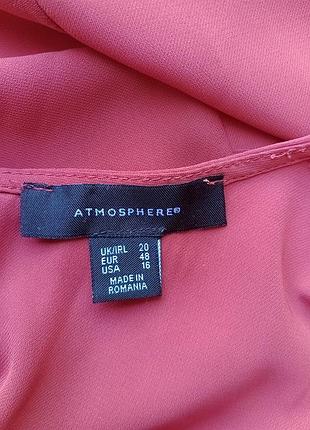 ATMOSPHERE®
UK/IRL 20
EUR 48
USA 16
MADE IN
ROMANIA